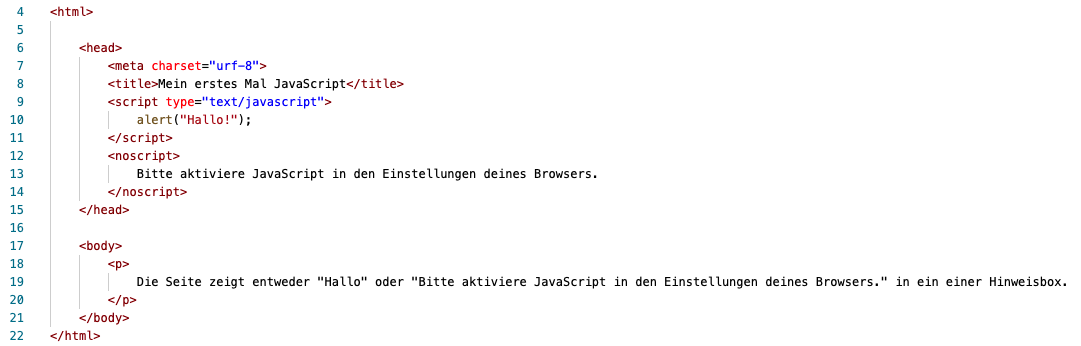 4 <html>
5
6 <head>
7 <meta charset="urf-8">
8 <title>Mein erstes Mal JavaScript</title>
9 <script type="text/javascript">
10 alert("Hallo!");
11 </script>
12 <noscript>
13 Bitte aktiviere JavaScript in den Einstellungen deines Browsers.
14 </noscript>
15 </head>
16
17 <body>
18 <p>
19 Die Seite zeigt entweder "Hallo" oder "Bitte aktiviere JavaScript in den Einstellungen deines Browsers." in ein einer Hinweisbox.
20 </p>
21 </body>
22 </html>